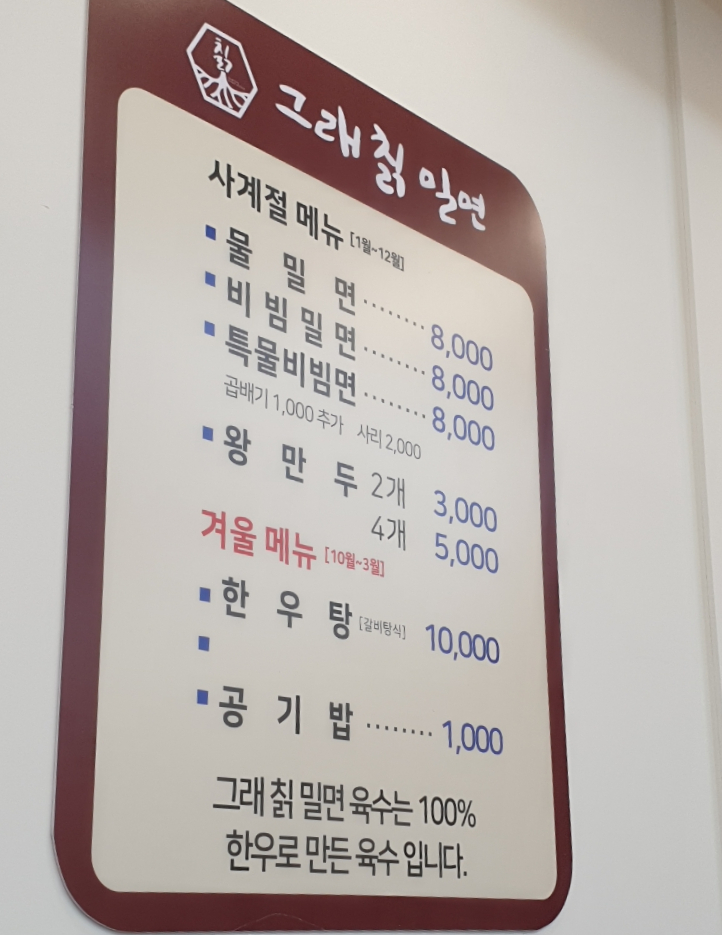 칡
그래 칡 밀면
사계절 메뉴 [1월~12월]
물 밀 면 ········ 8,000
비 빔 밀 면 ········ 8,000
특물비빔면 ········ 8,000
곱배기 1,000 추가 사리 2,000
왕 만 두 2개 3,000
4개 5,000
겨울 메뉴 [10월~3월]
한 우 탕 [갈비탕식] 10,000
공 기 밥 ········ 1,000
그래 칡 밀면 육수는 100%
한우로 만든 육수 입니다.